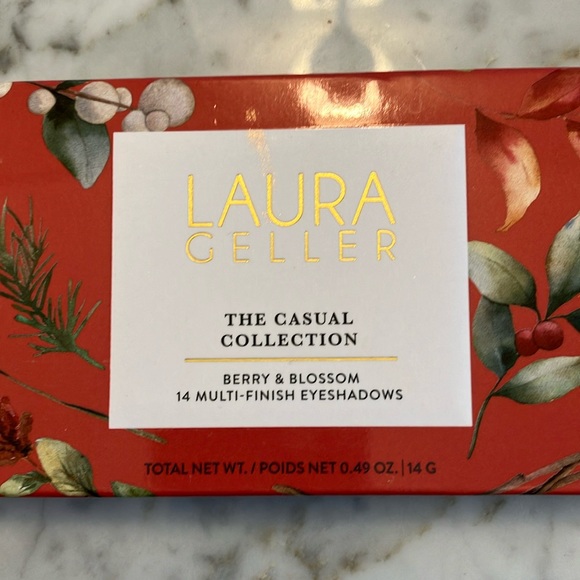 LAURA
GELLER
THE CASUAL
COLLECTION
BERRY & BLOSSOM
14 MULTI-FINISH EYESHADOWS
TOTAL NET WT. / POIDS NET 0.49 OZ. | 14 G